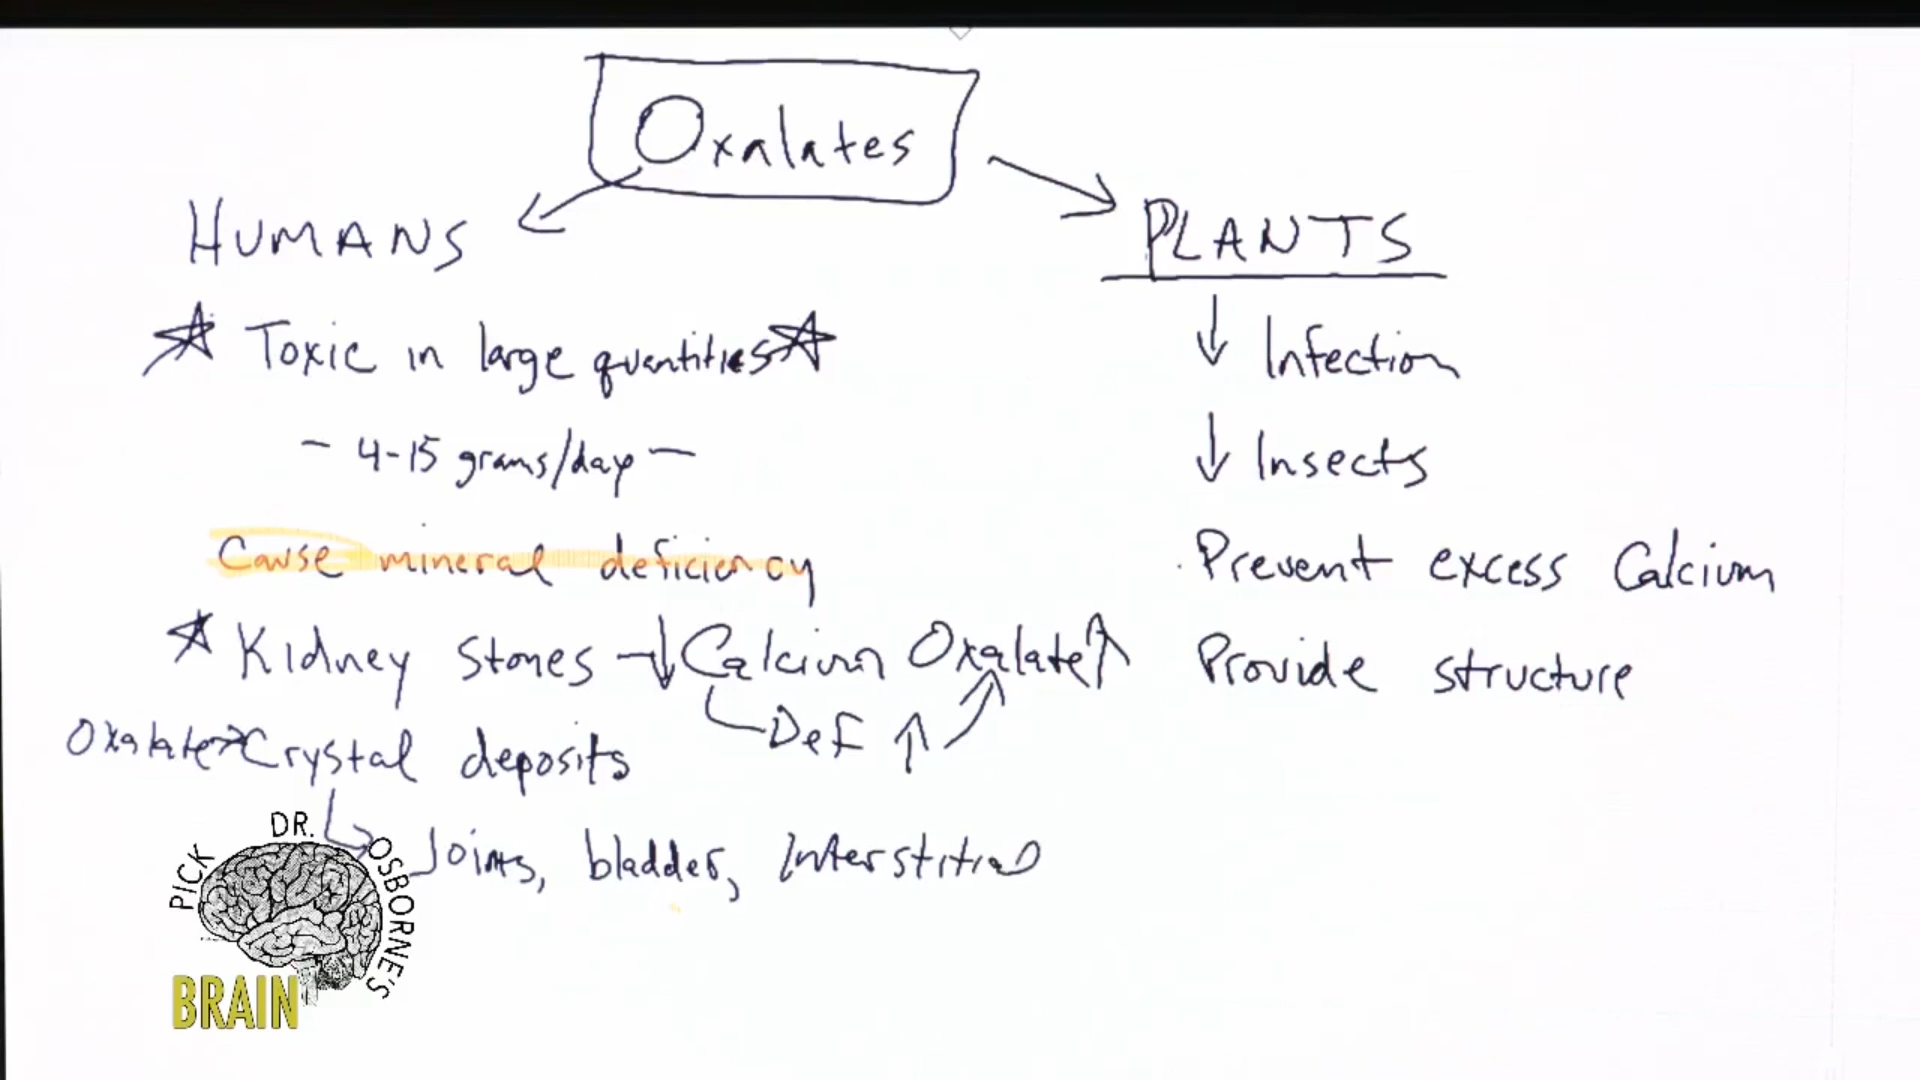 Oxalates
HUMANS
Toxic in large quantities
- 4-15 grams/day -
Cause mineral deficiency
Kidney Stones → ↓ Calcium Oxalate ↑
Def ↑
Oxalate → Crystal deposits
Joints, bladder, Interstitial
PLANTS
↓ Infection
↓ Insects
Prevent excess Calcium
Provide structure
PICK DR. OSBORNE'S
BRAIN